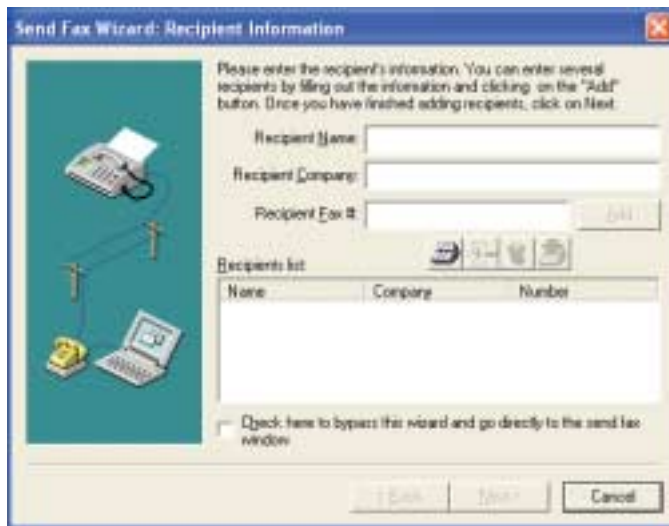 Send Fax Wizard: Recipient Information
Please enter the recipient's information. You can enter several
recipients by filling out the information and clicking on the "Add"
button. Once you have finished adding recipients, click on Next.
Recipient Name:
Recipient Company:
Recipient Fax #:
Add
Recipients list
Name Company Number
Check here to bypass this wizard and go directly to the send fax
window
< Back Next > Cancel